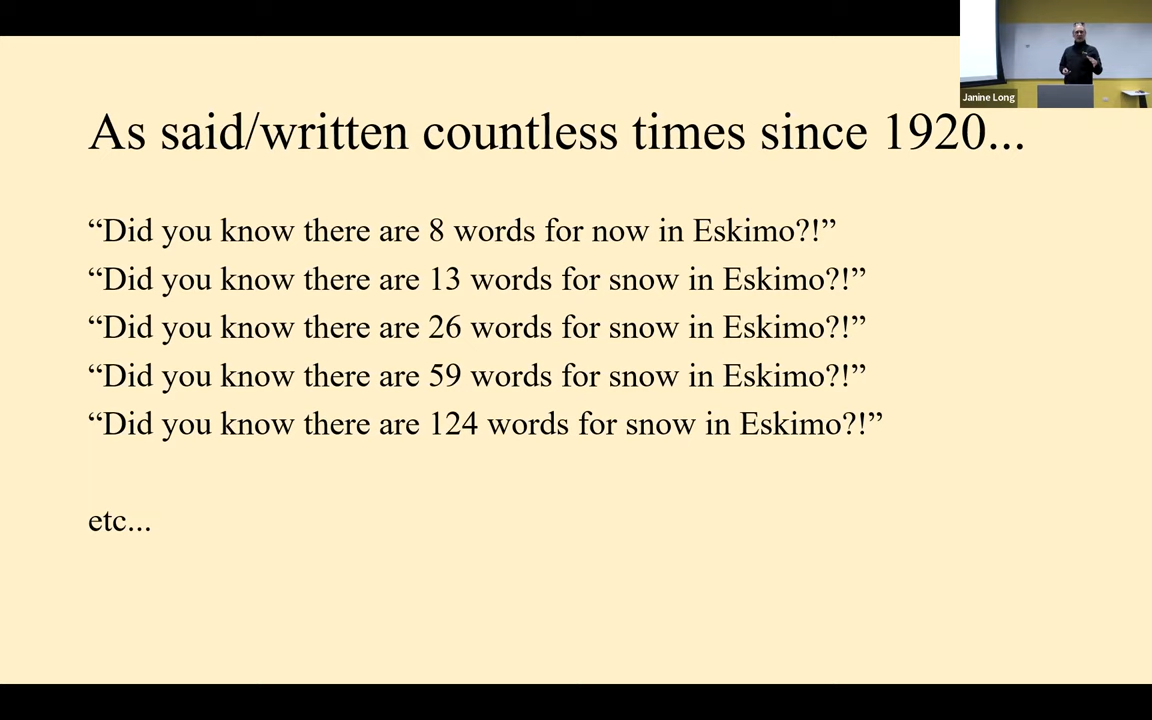 Janine Long
As said/written countless times since 1920...
“Did you know there are 8 words for now in Eskimo?!”
“Did you know there are 13 words for snow in Eskimo?!”
“Did you know there are 26 words for snow in Eskimo?!”
“Did you know there are 59 words for snow in Eskimo?!”
“Did you know there are 124 words for snow in Eskimo?!”
etc...